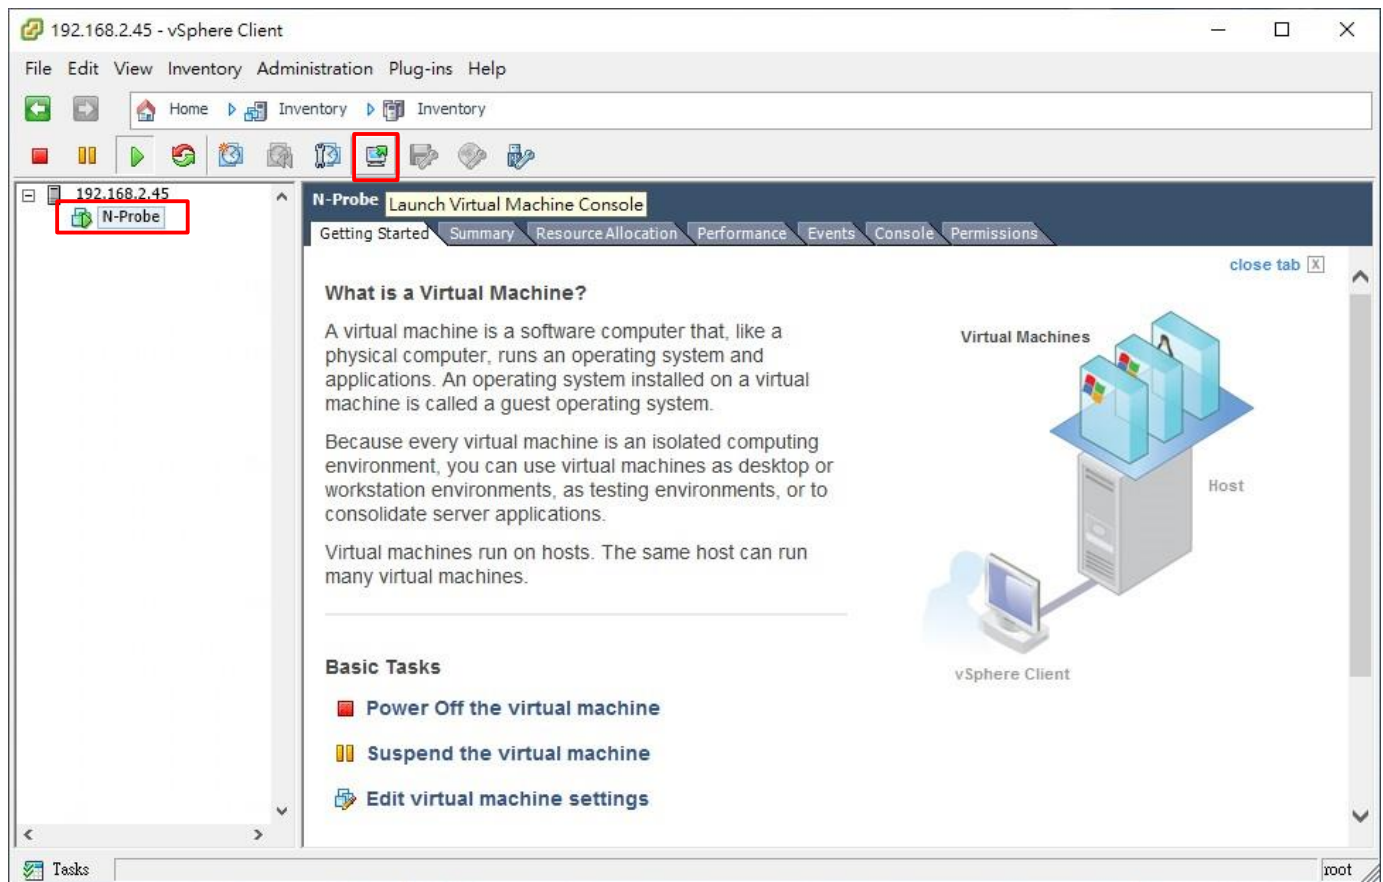 192.168.2.45 - vSphere Client
File Edit View Inventory Administration Plug-ins Help
Home Inventory Inventory
192.168.2.45
N-Probe
N-Probe Launch Virtual Machine Console
Getting Started Summary Resource Allocation Performance Events Console Permissions
close tab X
What is a Virtual Machine?
A virtual machine is a software computer that, like a
physical computer, runs an operating system and
applications. An operating system installed on a virtual
machine is called a guest operating system.
Because every virtual machine is an isolated computing
environment, you can use virtual machines as desktop or
workstation environments, as testing environments, or to
consolidate server applications.
Virtual machines run on hosts. The same host can run
many virtual machines.
Virtual Machines
Host
vSphere Client
Basic Tasks
Power Off the virtual machine
Suspend the virtual machine
Edit virtual machine settings
Tasks
root